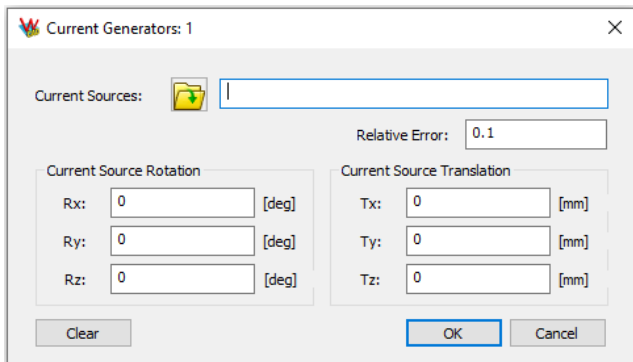 Current Generators: 1
Current Sources:
Relative Error: 0.1
Current Source Rotation
Rx: 0 [deg]
Ry: 0 [deg]
Rz: 0 [deg]
Current Source Translation
Tx: 0 [mm]
Ty: 0 [mm]
Tz: 0 [mm]
Clear OK Cancel